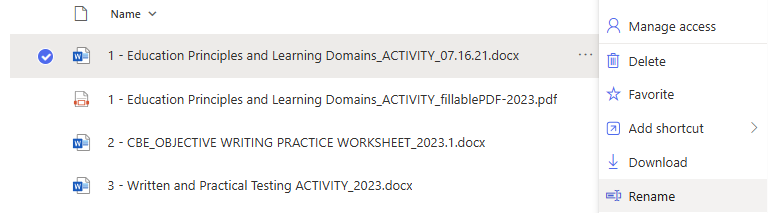 Name
1 - Education Principles and Learning Domains_ACTIVITY_07.16.21.docx
1 - Education Principles and Learning Domains_ACTIVITY_fillablePDF-2023.pdf
2 - CBE_OBJECTIVE WRITING PRACTICE WORKSHEET_2023.1.docx
3 - Written and Practical Testing ACTIVITY_2023.docx
Manage access
Delete
Favorite
Add shortcut
Download
Rename